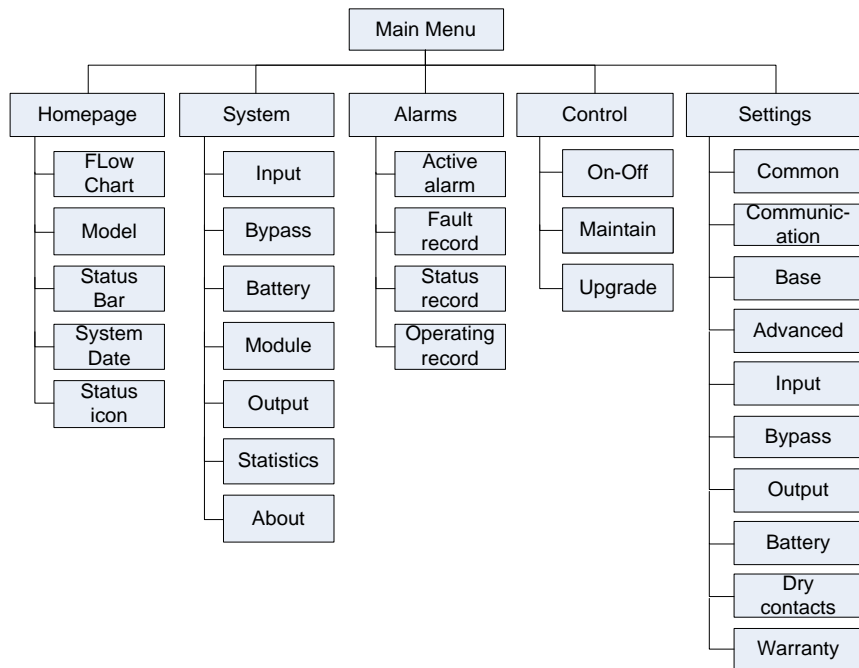 Main Menu
Homepage
FLow
Chart
Model
Status
Bar
System
Date
Status
icon
System
Input
Bypass
Battery
Module
Output
Statistics
About
Alarms
Active
alarm
Fault
record
Status
record
Operating
record
Control
On-Off
Maintain
Upgrade
Settings
Common
Communic-
ation
Base
Advanced
Input
Bypass
Output
Battery
Dry
contacts
Warranty